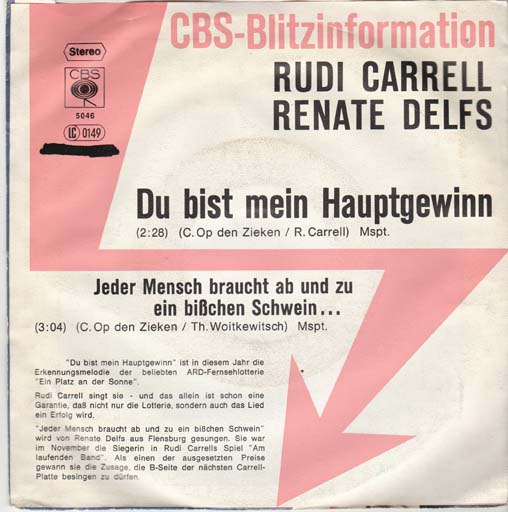 CBS-Blitzinformation
Stereo
CBS
5046
LC 0149
RUDI CARRELL
RENATE DELFS
Du bist mein Hauptgewinn
(2:28) (C. Op den Zieken / R. Carrell) Mspt.
Jeder Mensch braucht ab und zu
ein bißchen Schwein...
(3:04) (C. Op den Zieken / Th. Woitkewitsch) Mspt.
"Du bist mein Hauptgewinn" ist in diesem Jahr die
Erkennungsmelodie der beliebten ARD-Fernsehlotterie
"Ein Platz an der Sonne".
Rudi Carrell singt sie - und das allein ist schon eine
Garantie, daß nicht nur die Lotterie, sondern auch das Lied
ein Erfolg wird.
"Jeder Mensch braucht ab und zu ein bißchen Schwein"
wird von Renate Delfs aus Flensburg gesungen. Sie war
im November die Siegerin in Rudi Carrells Spiel "Am
laufenden Band". Als einen der ausgesetzten Preise
gewann sie die Zusage, die B-Seite der nächsten Carrell-
Platte besingen zu dürfen.